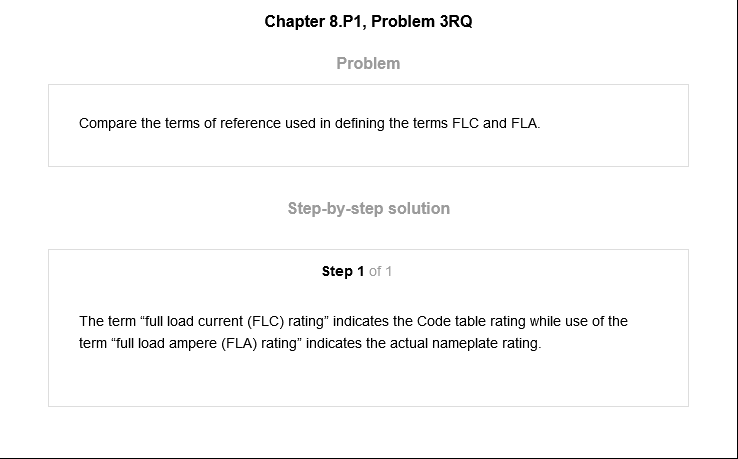 Chapter 8.P1, Problem 3RQ
Problem
Compare the terms of reference used in defining the terms FLC and FLA.
Step-by-step solution
Step 1 of 1
The term “full load current (FLC) rating” indicates the Code table rating while use of the
term “full load ampere (FLA) rating” indicates the actual nameplate rating.